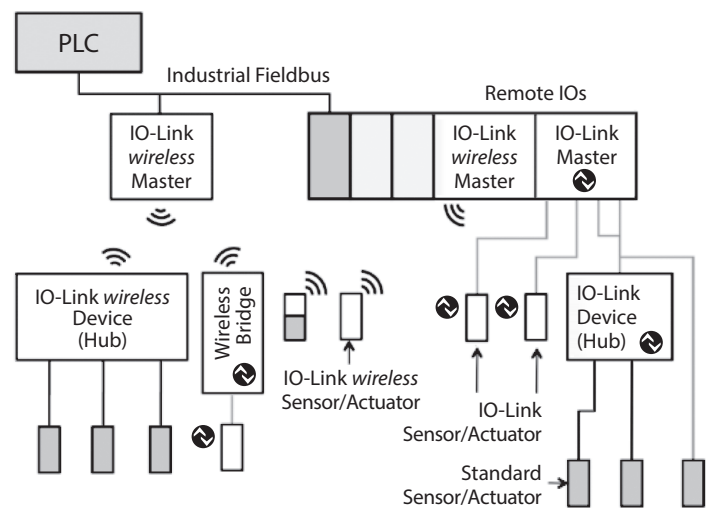 PLC
Industrial Fieldbus
Remote IOs
IO-Link
wireless
Master
IO-Link
wireless
Master
IO-Link
Master
IO-Link wireless
Device
(Hub)
Wireless
Bridge
IO-Link wireless
Sensor/Actuator
IO-Link
Device
(Hub)
IO-Link
Sensor/Actuator
Standard
Sensor/Actuator